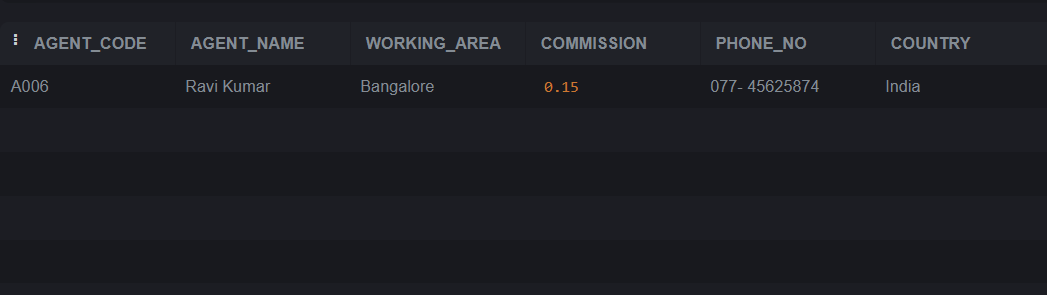 AGENT_CODE AGENT_NAME WORKING_AREA COMMISSION PHONE_NO COUNTRY
A006 Ravi Kumar Bangalore 0.15 077- 45625874 India